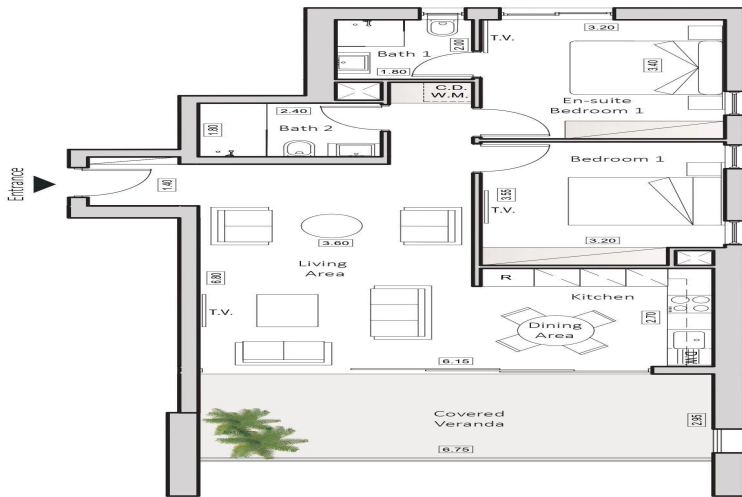 Bath 1
2.00
1.80
T.V.
3.20
3.40
En-suite
Bedroom 1
C.D.
W.M.
2.40
1.80
Bath 2
Entrance
1.40
Bedroom 1
3.55
T.V.
3.20
3.60
Living
Area
6.80
T.V.
R
Kitchen
2.70
Dining
Area
D.W.
6.15
Covered
Veranda
2.95
6.75